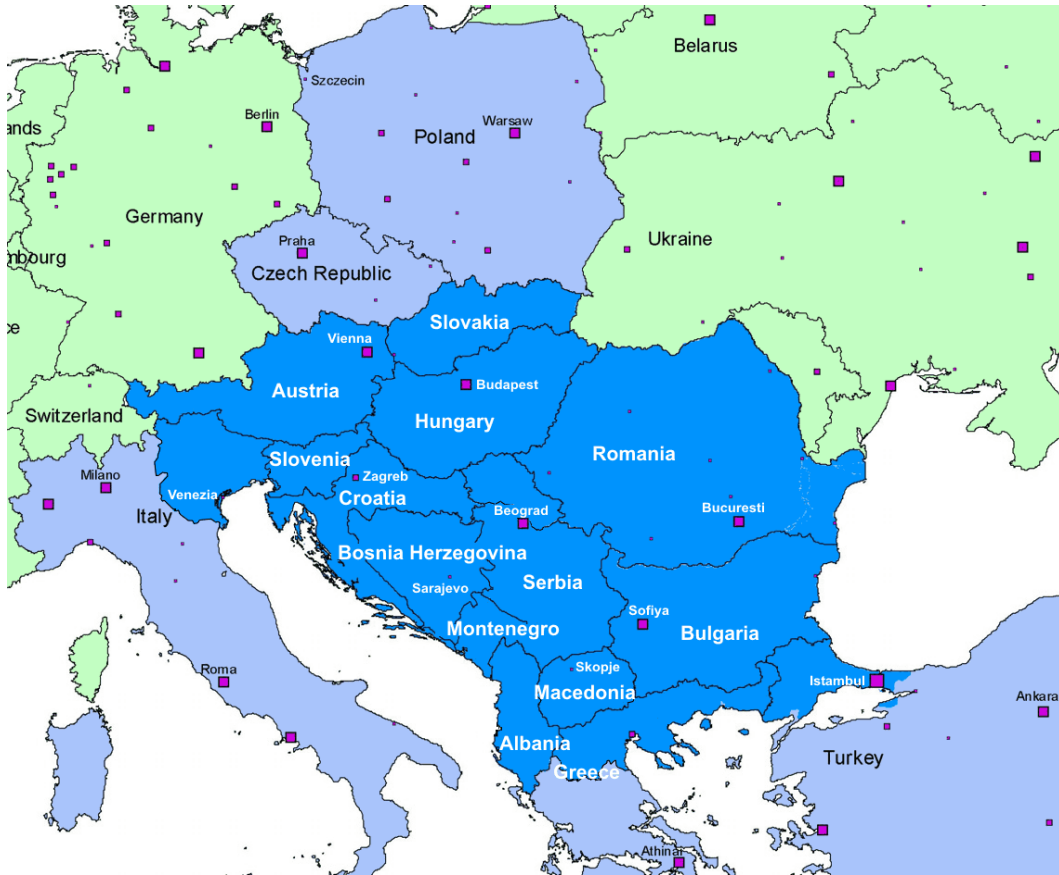 Belarus
Szczecin
Berlin
Warsaw
Poland
ands
Germany
Ukraine
Praha
mbourg
Czech Republic
Slovakia
ce
Vienna
Budapest
Austria
Switzerland
Hungary
Romania
Slovenia
Milano
Zagreb
Venezia
Croatia
Italy
Beograd
Bucuresti
Bosnia Herzegovina
Serbia
Sarajevo
Sofiya
Montenegro
Bulgaria
Roma
Skopje
Istambul
Macedonia
Ankara
Albania
Turkey
Greece
Athinai